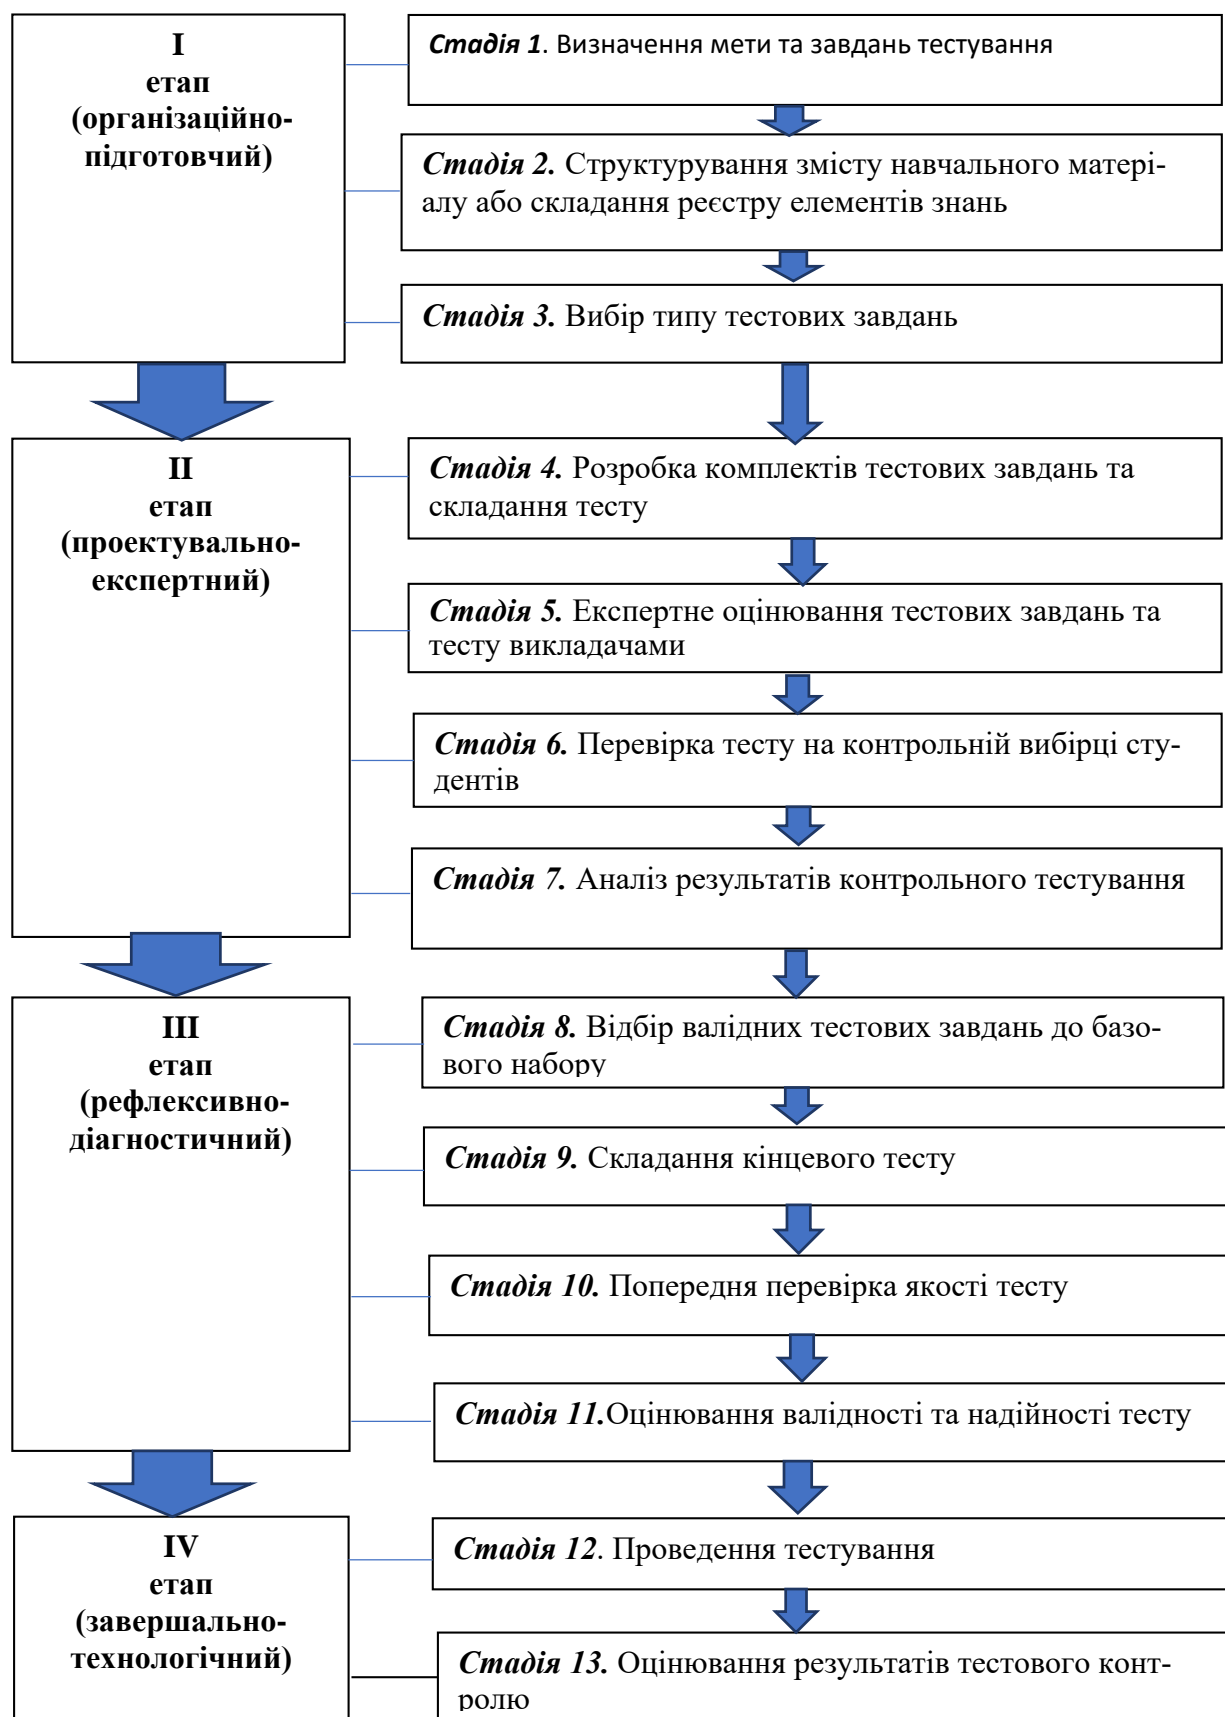 I
етап
(організаційно-
підготовчий)
Стадія 1. Визначення мети та завдань тестування
Стадія 2. Структурування змісту навчального матері-
алу або складання реєстру елементів знань
Стадія 3. Вибір типу тестових завдань
II
етап
(проектувально-
експертний)
Стадія 4. Розробка комплектів тестових завдань та
складання тесту
Стадія 5. Експертне оцінювання тестових завдань та
тесту викладачами
Стадія 6. Перевірка тесту на контрольній вибірці сту-
дентів
Стадія 7. Аналіз результатів контрольного тестування
III
етап
(рефлексивно-
діагностичний)
Стадія 8. Відбір валідних тестових завдань до базо-
вого набору
Стадія 9. Складання кінцевого тесту
Стадія 10. Попередня перевірка якості тесту
Стадія 11.Оцінювання валідності та надійності тесту
IV
етап
(завершально-
технологічний)
Стадія 12. Проведення тестування
Стадія 13. Оцінювання результатів тестового конт-
ролю